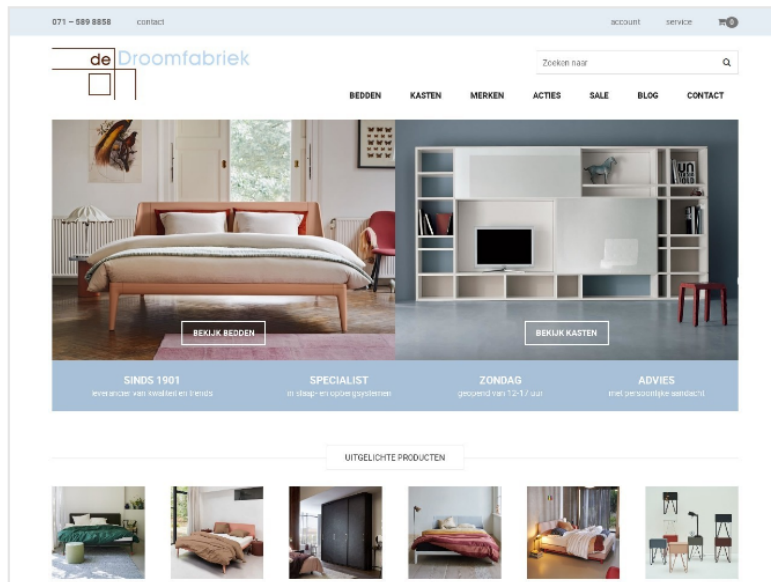 071 – 589 8858 contact account service 0
de Droomfabriek
Zoeken naar
BEDDEN KASTEN MERKEN ACTIES SALE BLOG CONTACT
BEKIJK BEDDEN BEKIJK KASTEN
SINDS 1901 SPECIALIST ZONDAG ADVIES
leverancier van kwaliteit en trends in slaap- en opbergsystemen geopend van 12-17 uur met persoonlijke aandacht
UITGELICHTE PRODUCTEN